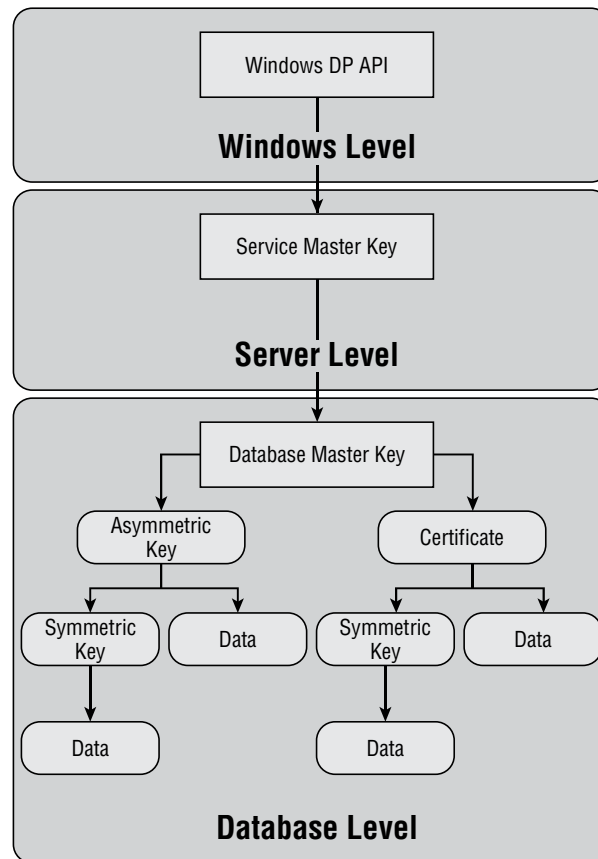 Windows DP API
Windows Level
Service Master Key
Server Level
Database Master Key
Asymmetric
Key
Certificate
Symmetric
Key
Data
Symmetric
Key
Data
Data
Data
Database Level